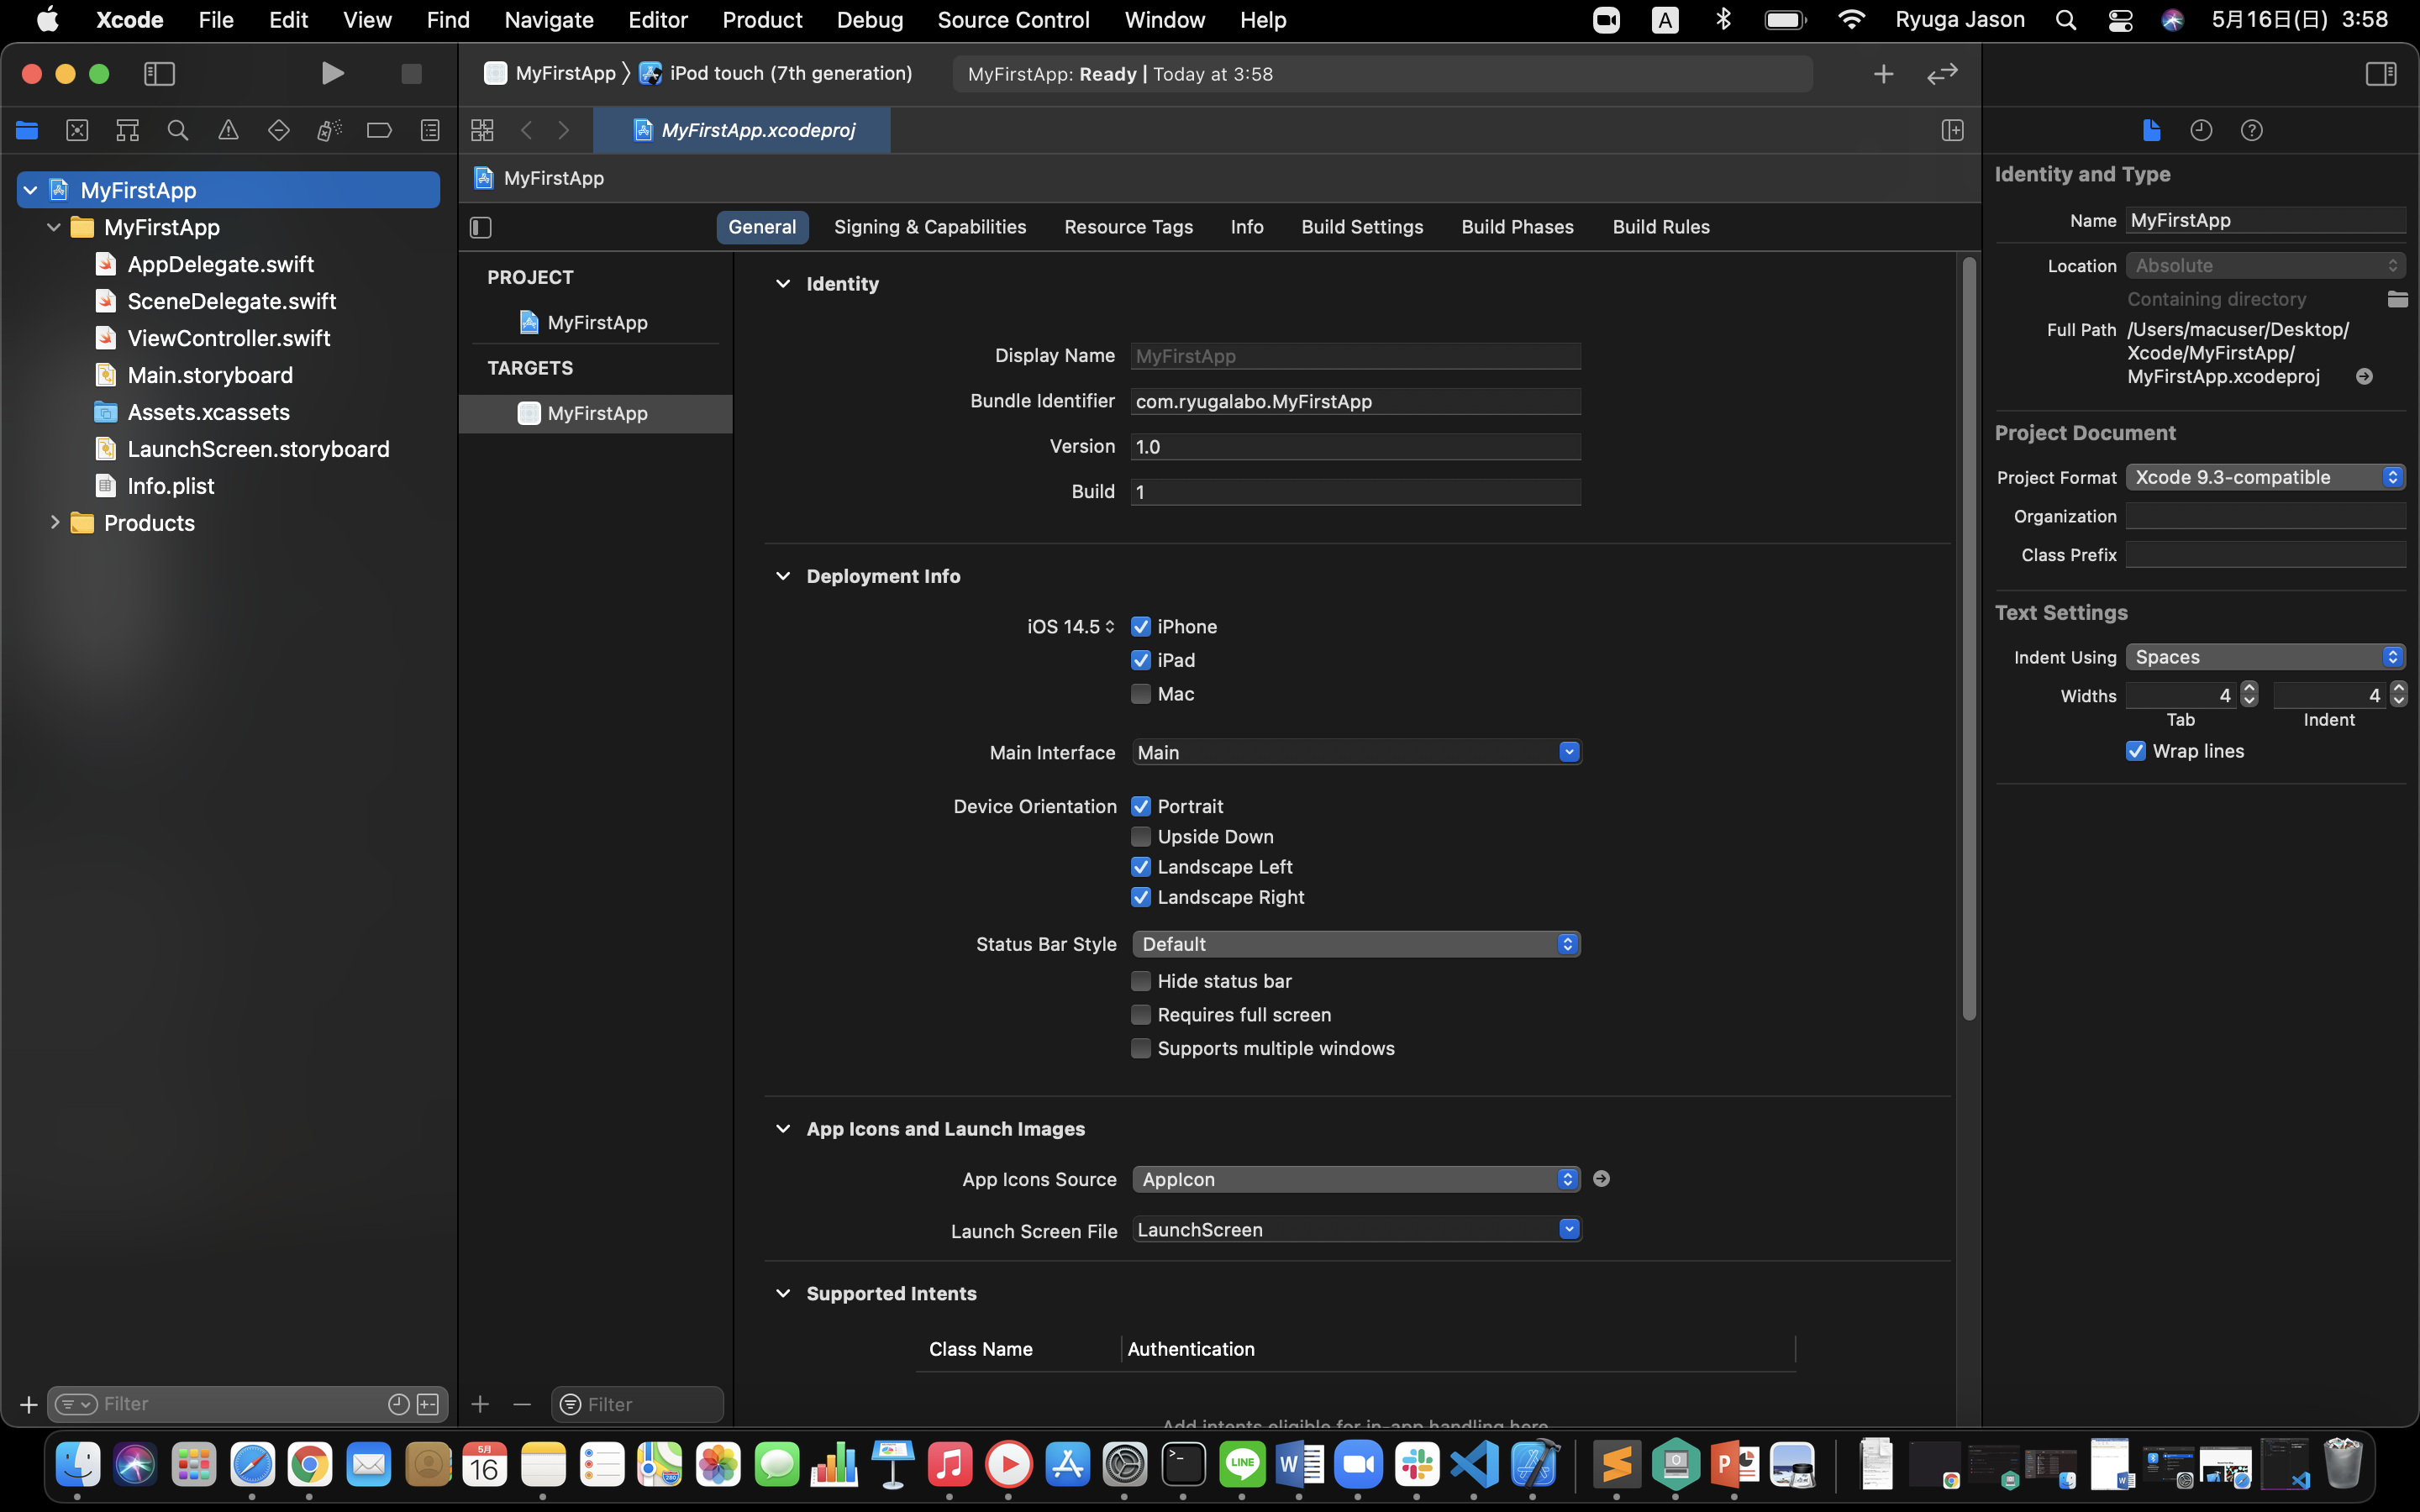 Xcode File Edit View Find Navigate Editor Product Debug Source Control Window Help A Ryuga Jason 5月16日(日) 3:58
MyFirstApp iPod touch (7th generation) MyFirstApp: Ready | Today at 3:58
MyFirstApp.xcodeproj
MyFirstApp
MyFirstApp
MyFirstApp
AppDelegate.swift
SceneDelegate.swift
ViewController.swift
Main.storyboard
Assets.xcassets
LaunchScreen.storyboard
Info.plist
Products
Filter
General Signing & Capabilities Resource Tags Info Build Settings Build Phases Build Rules
PROJECT
MyFirstApp
TARGETS
MyFirstApp
Filter
Identity
Display Name MyFirstApp
Bundle Identifier com.ryugalabo.MyFirstApp
Version 1.0
Build 1
Deployment Info
iOS 14.5 iPhone
iPad
Mac
Main Interface Main
Device Orientation Portrait
Upside Down
Landscape Left
Landscape Right
Status Bar Style Default
Hide status bar
Requires full screen
Supports multiple windows
App Icons and Launch Images
App Icons Source AppIcon
Launch Screen File LaunchScreen
Supported Intents
Class Name Authentication
Add intents eligible for in-app handling here
Identity and Type
Name MyFirstApp
Location Absolute
Containing directory
Full Path /Users/macuser/Desktop/
Xcode/MyFirstApp/
MyFirstApp.xcodeproj
Project Document
Project Format Xcode 9.3-compatible
Organization
Class Prefix
Text Settings
Indent Using Spaces
Widths 4 4
Tab Indent
Wrap lines
5月
16
LINE
W
P